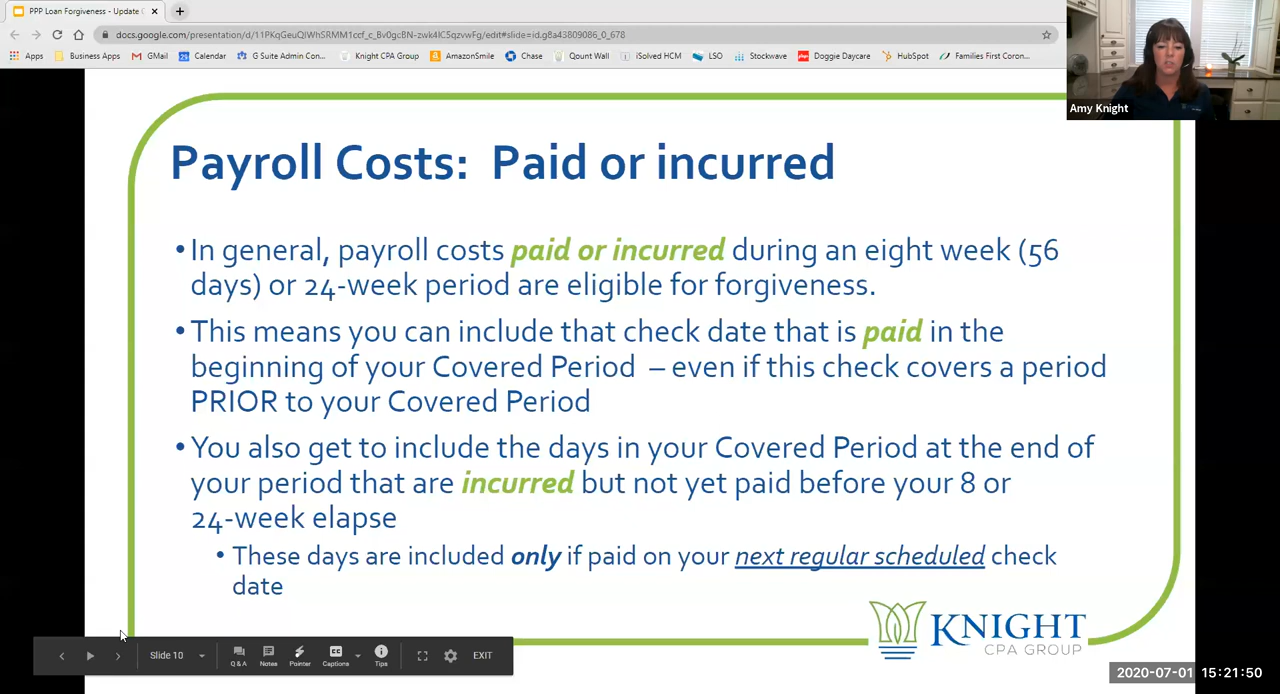 PPP Loan Forgiveness - Update
docs.google.com/presentation/d/11PKqGeuQIWhSRMM1ccf_c_Bv0gcBN-zwk4IC5qzvwFg/edit#slide=id.g8a43809086_0_678
Apps Business Apps GMail Calendar G Suite Admin Con... Knight CPA Group AmazonSmile Chase Qount Wall iSolved HCM LSO Stockwave Doggie Daycare HubSpot Families First Coron...
Amy Knight
Payroll Costs: Paid or incurred
• In general, payroll costs paid or incurred during an eight week (56
days) or 24-week period are eligible for forgiveness.
• This means you can include that check date that is paid in the
beginning of your Covered Period – even if this check covers a period
PRIOR to your Covered Period
• You also get to include the days in your Covered Period at the end of
your period that are incurred but not yet paid before your 8 or
24-week elapse
• These days are included only if paid on your next regular scheduled check
date
KNIGHT
CPA GROUP
Slide 10 Q & A Notes Pointer Captions Tips EXIT
2020-07-01 15:21:50